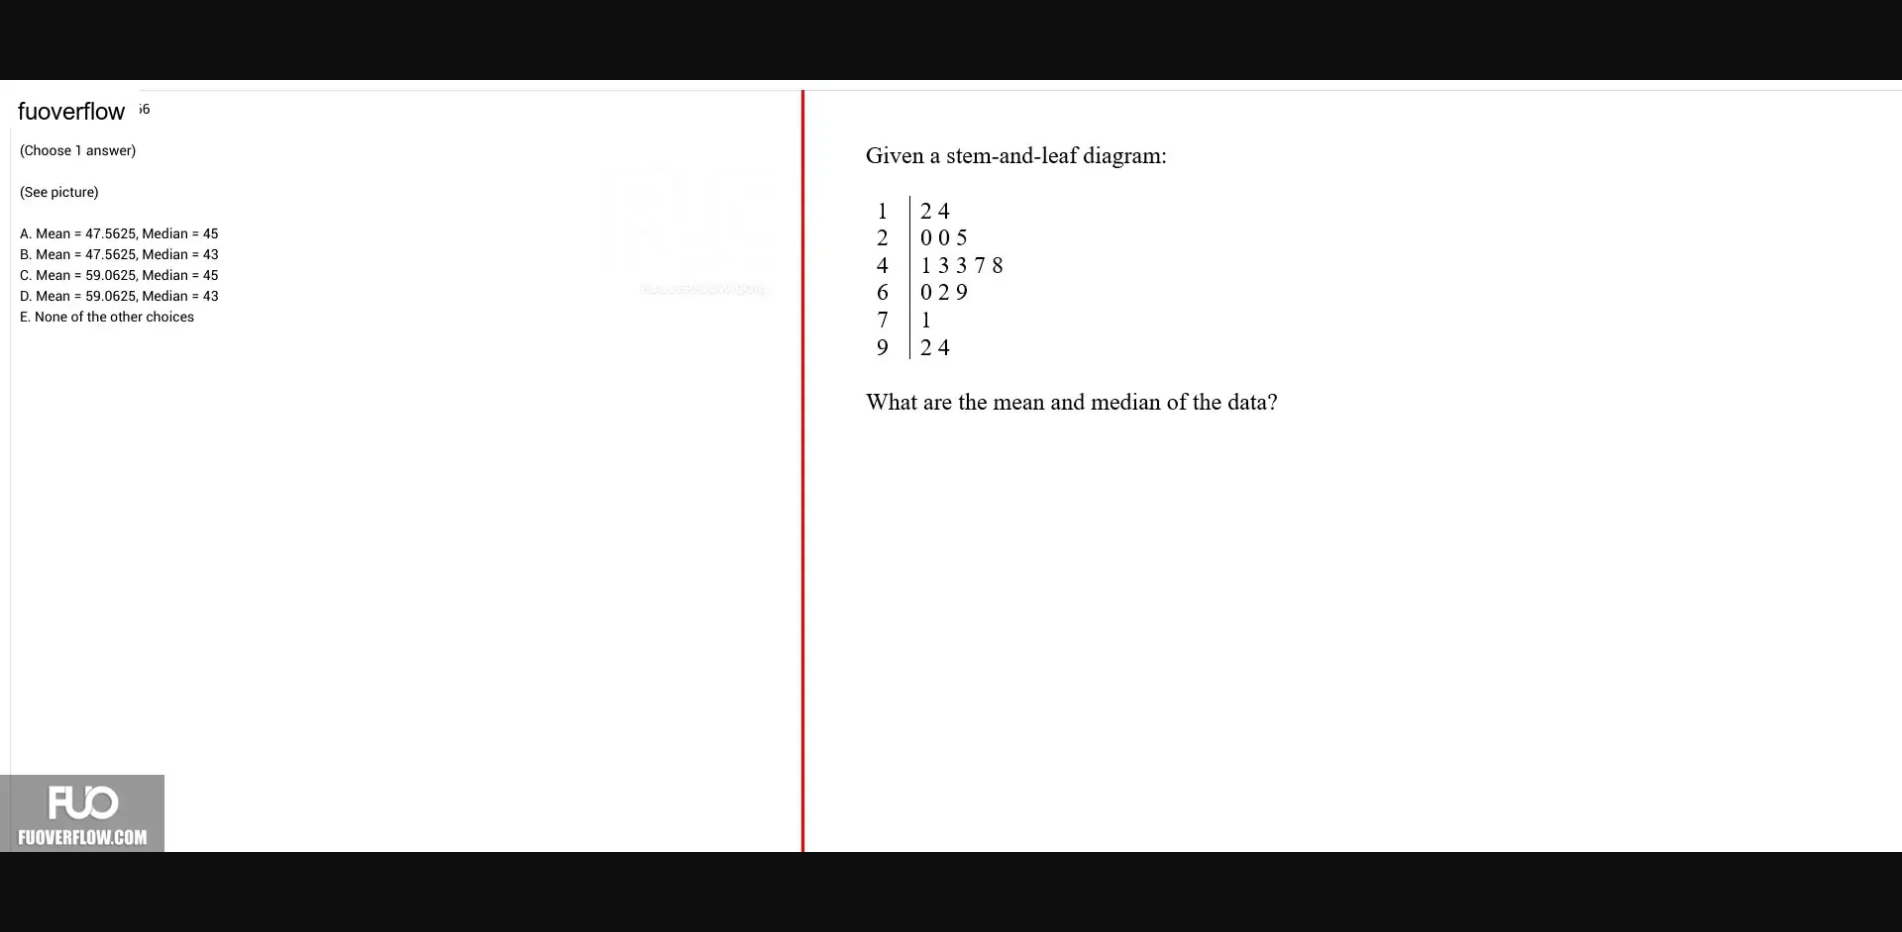 fuoverflow 56
(Choose 1 answer)
(See picture)
A. Mean = 47.5625, Median = 45
B. Mean = 47.5625, Median = 43
C. Mean = 59.0625, Median = 45
D. Mean = 59.0625, Median = 43
E. None of the other choices
FUO
FUOVERFLOW.COM
Given a stem-and-leaf diagram:
1 | 2 4
2 | 0 0 5
4 | 1 3 3 7 8
6 | 0 2 9
7 | 1
9 | 2 4
What are the mean and median of the data?
FUOVERFLOW.COM